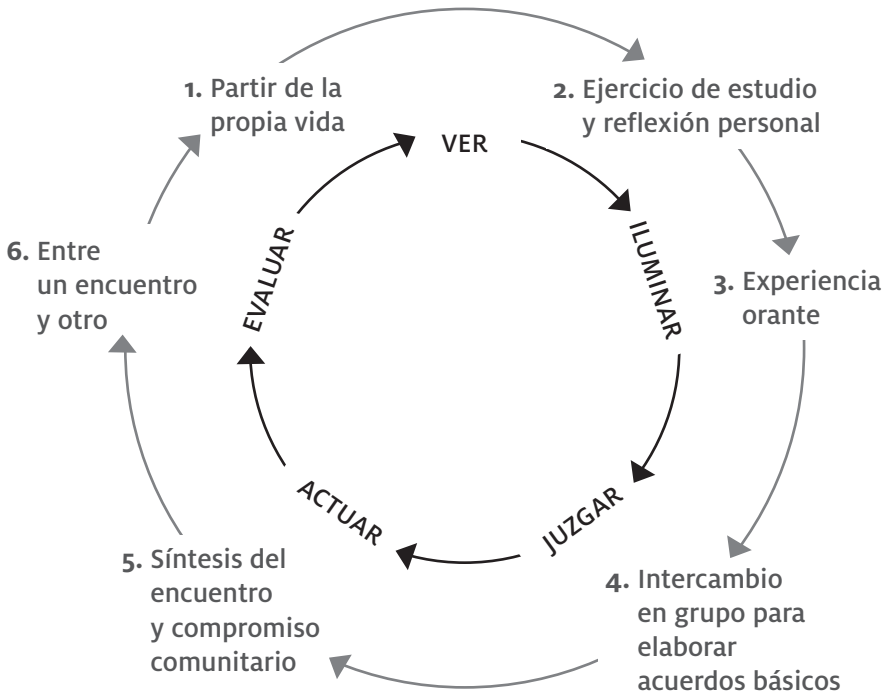 1. Partir de la
propia vida
2. Ejercicio de estudio
y reflexión personal
3. Experiencia
orante
4. Intercambio
en grupo para
elaborar
acuerdos básicos
5. Síntesis del
encuentro
y compromiso
comunitario
6. Entre
un encuentro
y otro
VER
ILUMINAR
JUZGAR
ACTUAR
EVALUAR